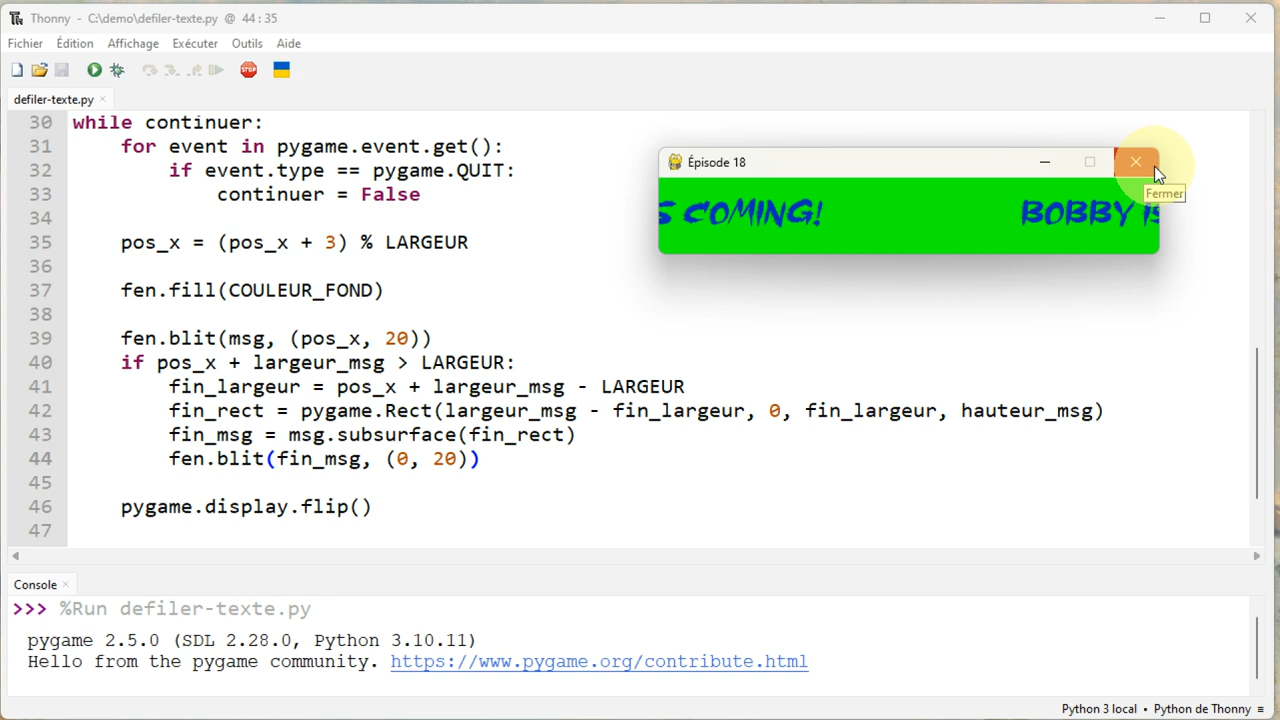 Thonny - C:\demo\defiler-texte.py @ 44:35
Fichier Édition Affichage Exécuter Outils Aide
STOP
defiler-texte.py
30 while continuer:
31 for event in pygame.event.get():
32 if event.type == pygame.QUIT:
33 continuer = False
34
35 pos_x = (pos_x + 3) % LARGEUR
36
37 fen.fill(COULEUR_FOND)
38
39 fen.blit(msg, (pos_x, 20))
40 if pos_x + largeur_msg > LARGEUR:
41 fin_largeur = pos_x + largeur_msg - LARGEUR
42 fin_rect = pygame.Rect(largeur_msg - fin_largeur, 0, fin_largeur, hauteur_msg)
43 fin_msg = msg.subsurface(fin_rect)
44 fen.blit(fin_msg, (0, 20))
45
46 pygame.display.flip()
47
Épisode 18
Fermer
S COMING! BOBBY IS
Console
>>> %Run defiler-texte.py
pygame 2.5.0 (SDL 2.28.0, Python 3.10.11)
Hello from the pygame community. https://www.pygame.org/contribute.html
Python 3 local • Python de Thonny ≡